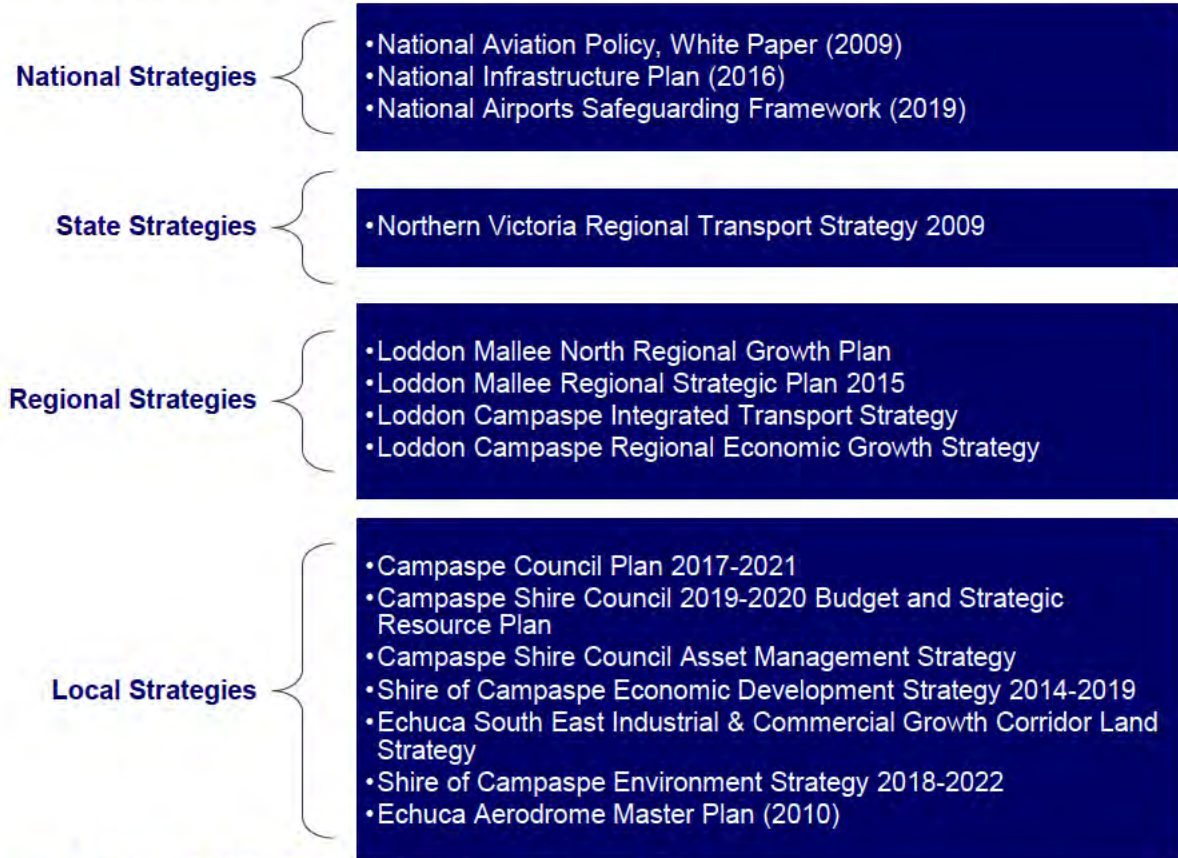 National Strategies
•National Aviation Policy, White Paper (2009)
•National Infrastructure Plan (2016)
•National Airports Safeguarding Framework (2019)
State Strategies
•Northern Victoria Regional Transport Strategy 2009
Regional Strategies
•Loddon Mallee North Regional Growth Plan
•Loddon Mallee Regional Strategic Plan 2015
•Loddon Campaspe Integrated Transport Strategy
•Loddon Campaspe Regional Economic Growth Strategy
Local Strategies
•Campaspe Council Plan 2017-2021
•Campaspe Shire Council 2019-2020 Budget and Strategic
Resource Plan
•Campaspe Shire Council Asset Management Strategy
•Shire of Campaspe Economic Development Strategy 2014-2019
•Echuca South East Industrial & Commercial Growth Corridor Land
Strategy
•Shire of Campaspe Environment Strategy 2018-2022
•Echuca Aerodrome Master Plan (2010)